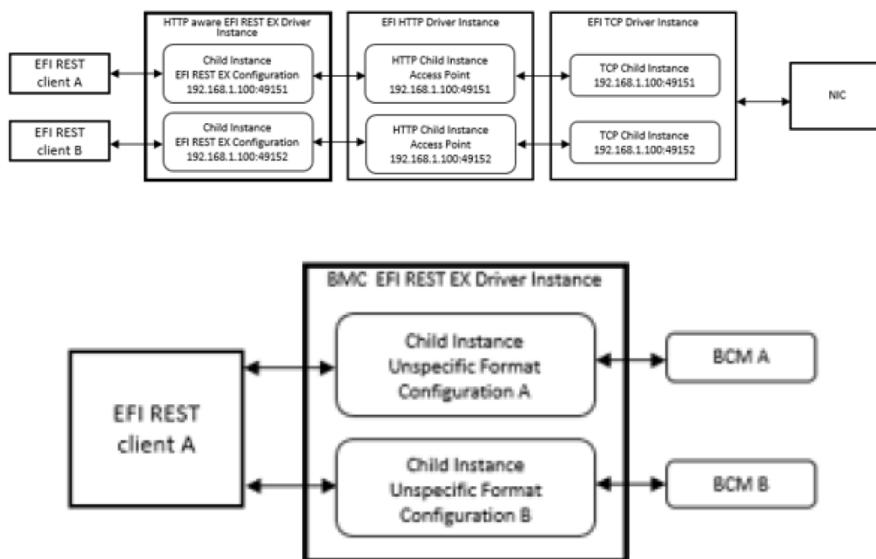 HTTP aware EFI REST EX Driver
Instance
EFI HTTP Driver Instance
EFI TCP Driver Instance
EFI REST
client A
Child Instance
EFI REST EX Configuration
192.168.1.100:49151
HTTP Child Instance
Access Point
192.168.1.100:49151
TCP Child Instance
192.168.1.100:49151
NIC
EFI REST
client B
Child Instance
EFI REST EX Configuration
192.168.1.100:49152
HTTP Child Instance
Access Point
192.168.1.100:49152
TCP Child Instance
192.168.1.100:49152
BMC EFI REST EX Driver Instance
EFI REST
client A
Child Instance
Unspecific Format
Configuration A
BCM A
Child Instance
Unspecific Format
Configuration B
BCM B